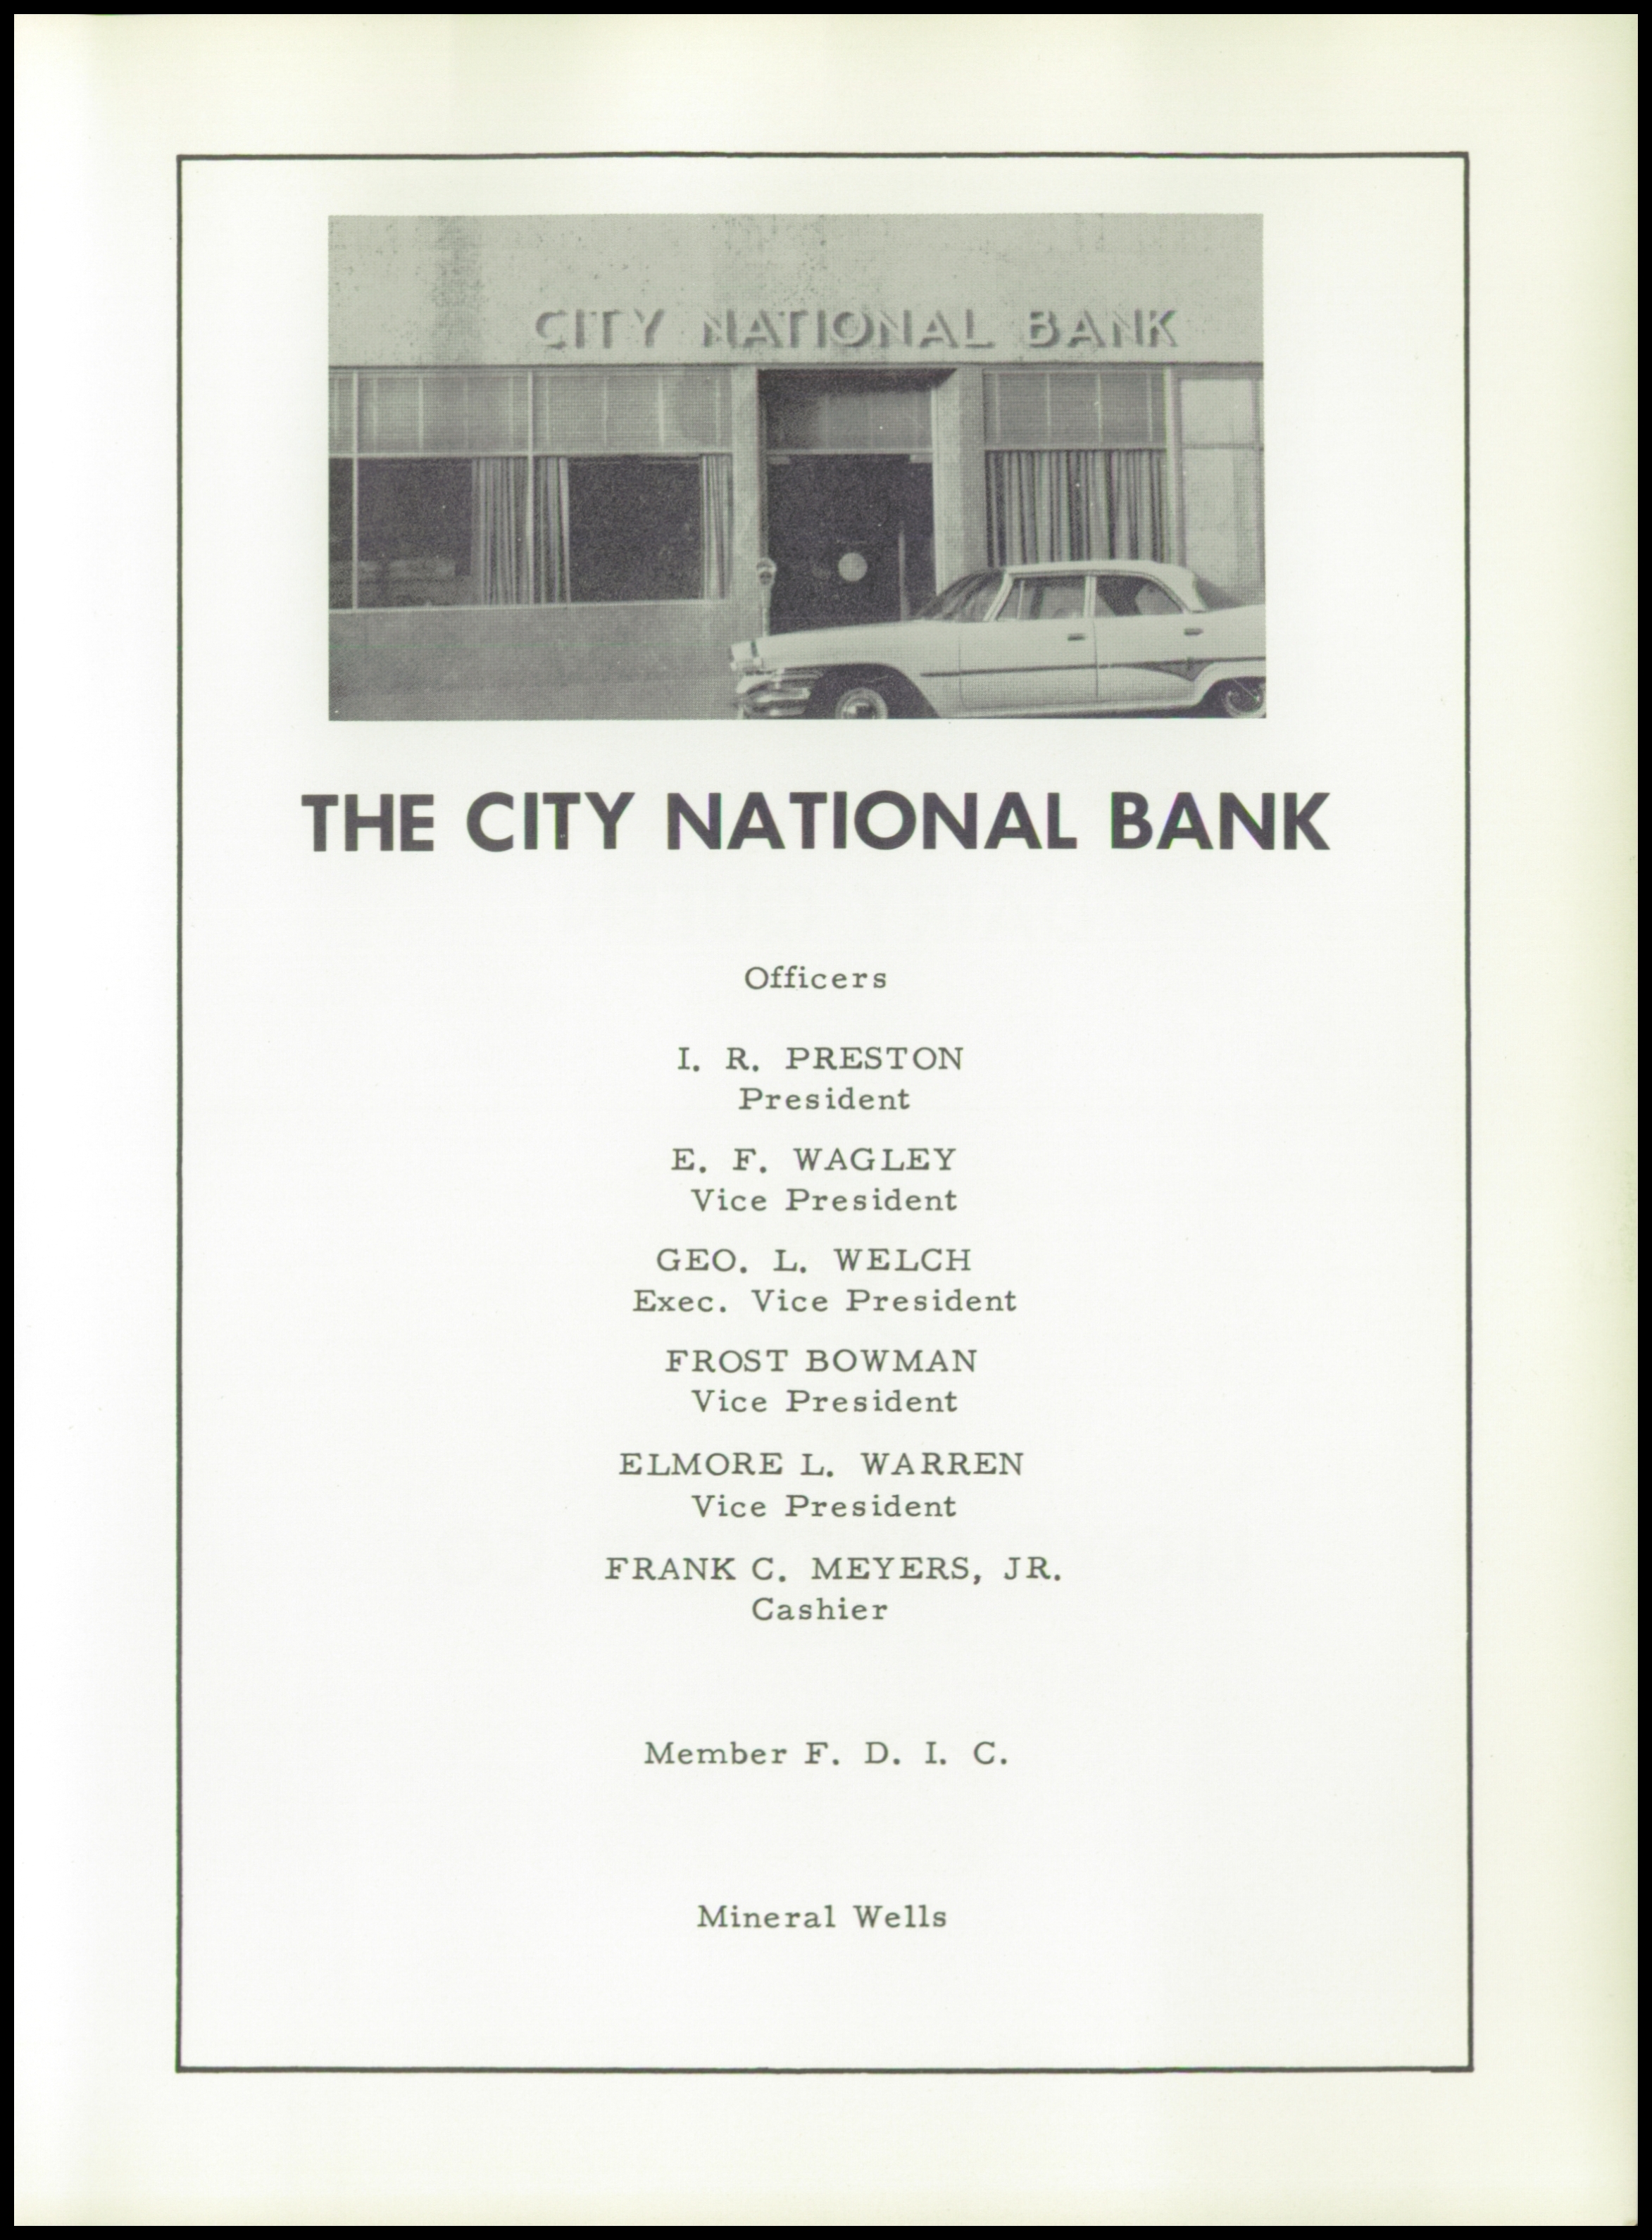 CITY NATIONAL BANK
THE CITY NATIONAL BANK
Officers
I. R. PRESTON
President
E. F. WAGLEY
Vice President
GEO. L. WELCH
Exec. Vice President
FROST BOWMAN
Vice President
ELMORE L. WARREN
Vice President
FRANK C. MEYERS, JR.
Cashier
Member F. D. I. C.
Mineral Wells